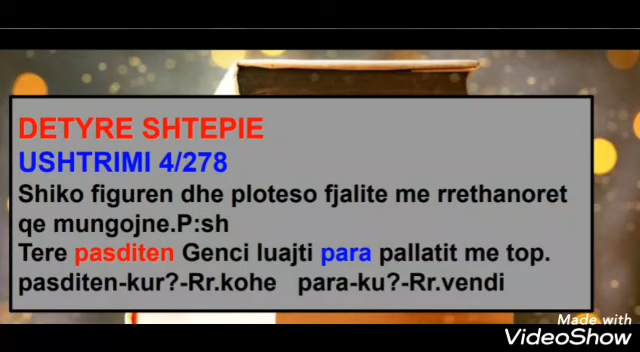 DETYRE SHTEPIE
USHTRIMI 4/278
Shiko figuren dhe ploteso fjalite me rrethanoret
qe mungojne.P:sh
Tere pasditen Genci luajti para pallatit me top.
pasditen-kur?-Rr.kohe para-ku?-Rr.vendi
Made with
VideoShow